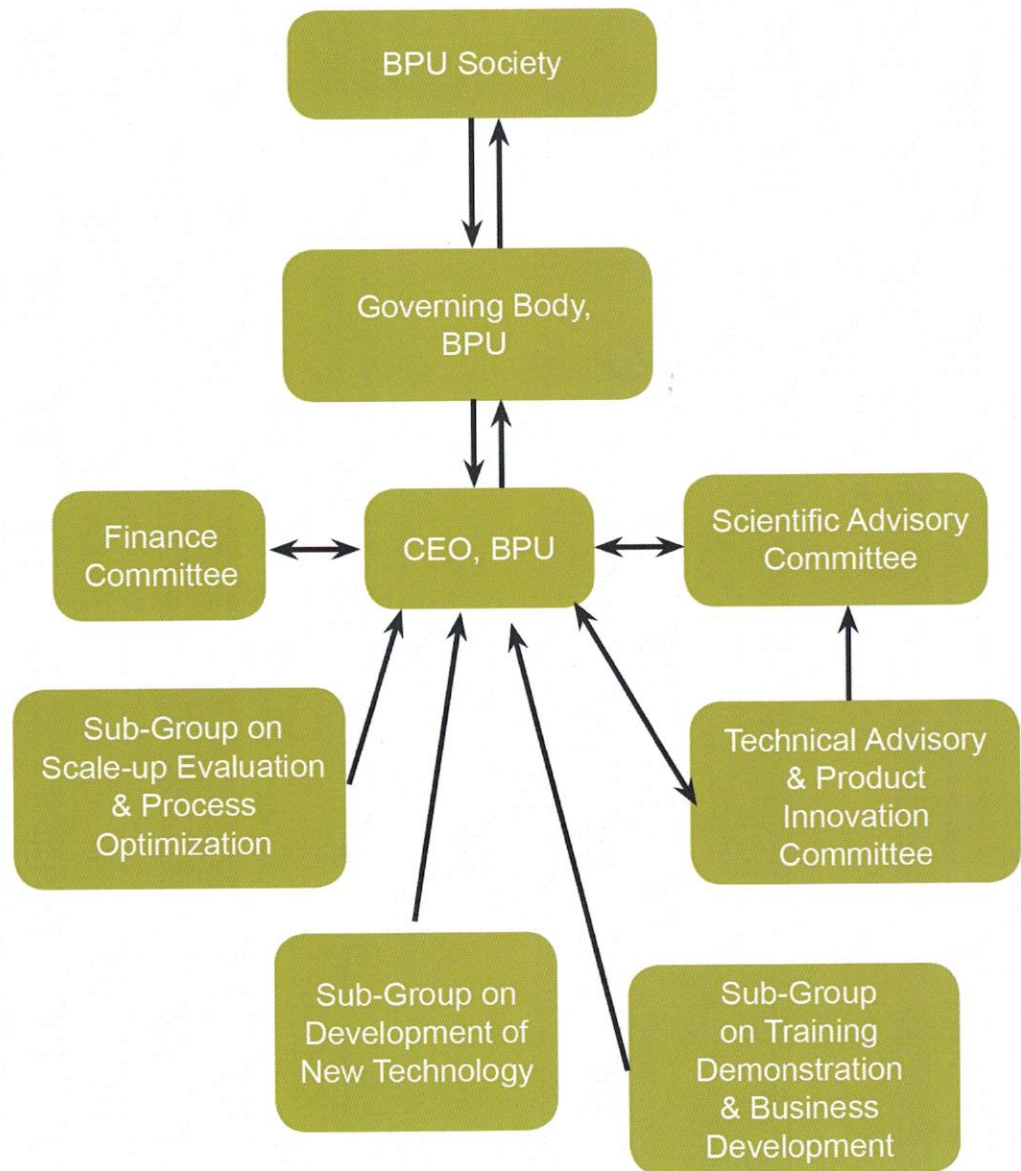 BPU Society
Governing Body,
BPU
Finance
Committee
CEO, BPU
Scientific Advisory
Committee
Sub-Group on
Scale-up Evaluation
& Process
Optimization
Technical Advisory
& Product
Innovation
Committee
Sub-Group on
Development of
New Technology
Sub-Group
on Training
Demonstration
& Business
Development